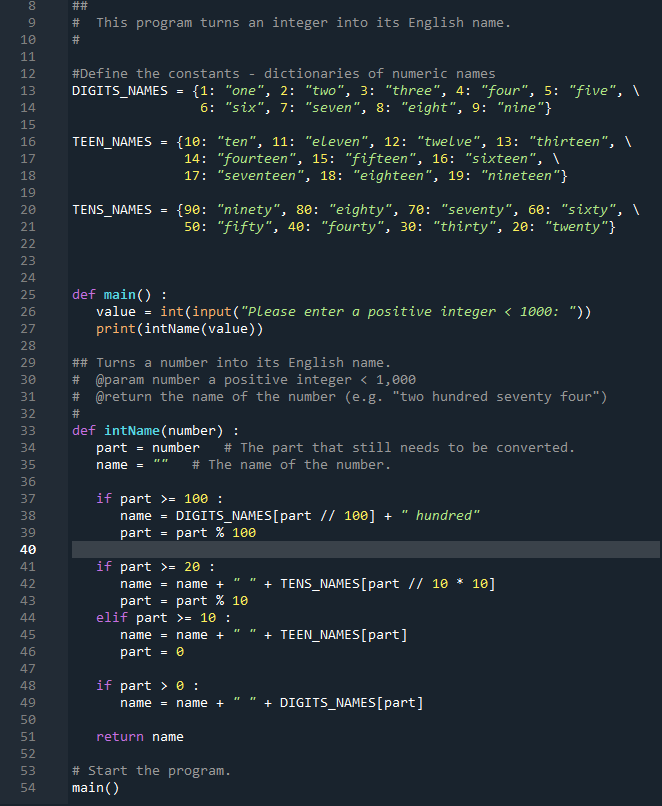 8 ##
9 #  This program turns an integer into its English name.
10 #
11
12 #Define the constants - dictionaries of numeric names
13 DIGITS_NAMES = {1: "one", 2: "two", 3: "three", 4: "four", 5: "five", \
14                 6: "six", 7: "seven", 8: "eight", 9: "nine"}
15
16 TEEN_NAMES = {10: "ten", 11: "eleven", 12: "twelve", 13: "thirteen", \
17               14: "fourteen", 15: "fifteen", 16: "sixteen", \
18               17: "seventeen", 18: "eighteen", 19: "nineteen"}
19
20 TENS_NAMES = {90: "ninety", 80: "eighty", 70: "seventy", 60: "sixty", \
21               50: "fifty", 40: "fourty", 30: "thirty", 20: "twenty"}
22
23
24
25 def main() :
26    value = int(input("Please enter a positive integer < 1000: "))
27    print(intName(value))
28
29 ## Turns a number into its English name.
30 #  @param number a positive integer < 1,000
31 #  @return the name of the number (e.g. "two hundred seventy four")
32 #
33 def intName(number) :
34    part = number   # The part that still needs to be converted.
35    name = ""   # The name of the number.
36
37    if part >= 100 :
38       name = DIGITS_NAMES[part // 100] + " hundred"
39       part = part % 100
40
41    if part >= 20 :
42       name = name + " " + TENS_NAMES[part // 10 * 10]
43       part = part % 10
44    elif part >= 10 :
45       name = name + " " + TEEN_NAMES[part]
46       part = 0
47
48    if part > 0 :
49       name = name + " " + DIGITS_NAMES[part]
50
51    return name
52
53 # Start the program.
54 main()